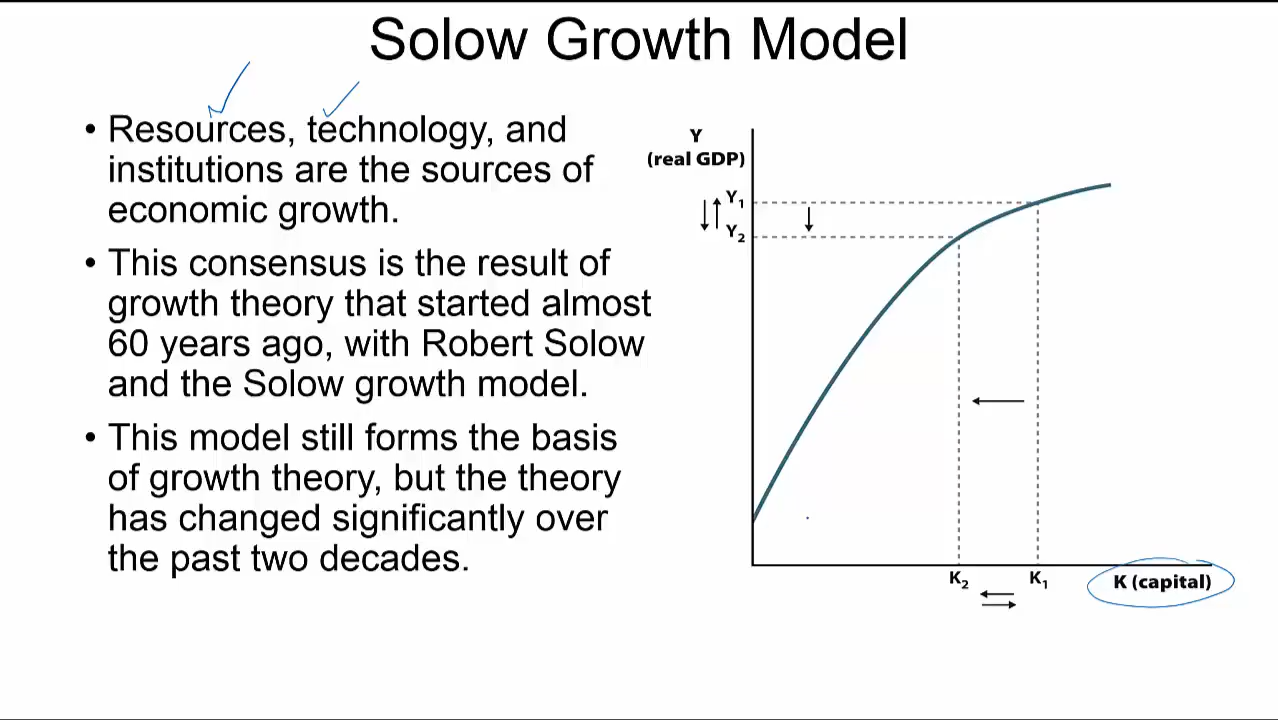 Solow Growth Model
• Resources, technology, and
institutions are the sources of
economic growth.
• This consensus is the result of
growth theory that started almost
60 years ago, with Robert Solow
and the Solow growth model.
• This model still forms the basis
of growth theory, but the theory
has changed significantly over
the past two decades.
Y
(real GDP)
Y₁
Y₂
K₂ K₁ K (capital)